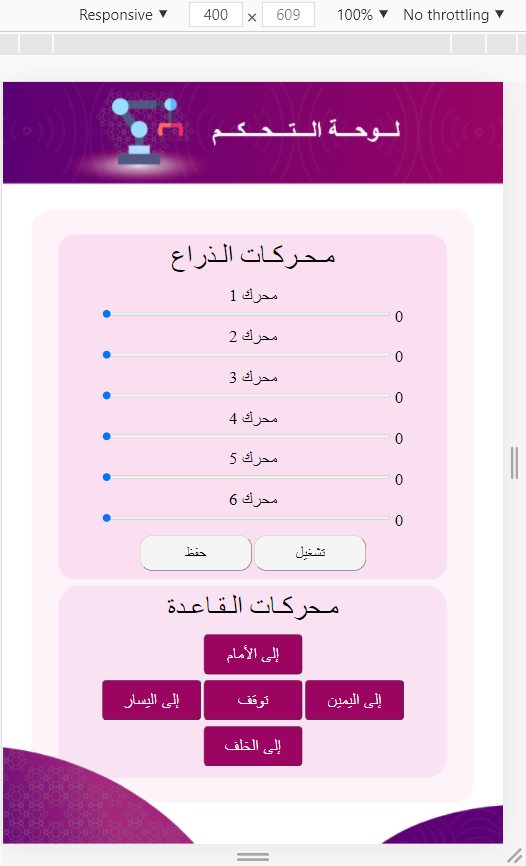 Responsive ▼ 400 × 609 100% ▼ No throttling ▼
لـوحـة الـتـحـكـم
مـحـركـات الـذراع
محرك 1
0
محرك 2
0
محرك 3
0
محرك 4
0
محرك 5
0
محرك 6
0
تشغيل حفظ
مـحركـات الـقـاعـدة
إلى الأمام
إلى اليمين توقف إلى اليسار
إلى الخلف